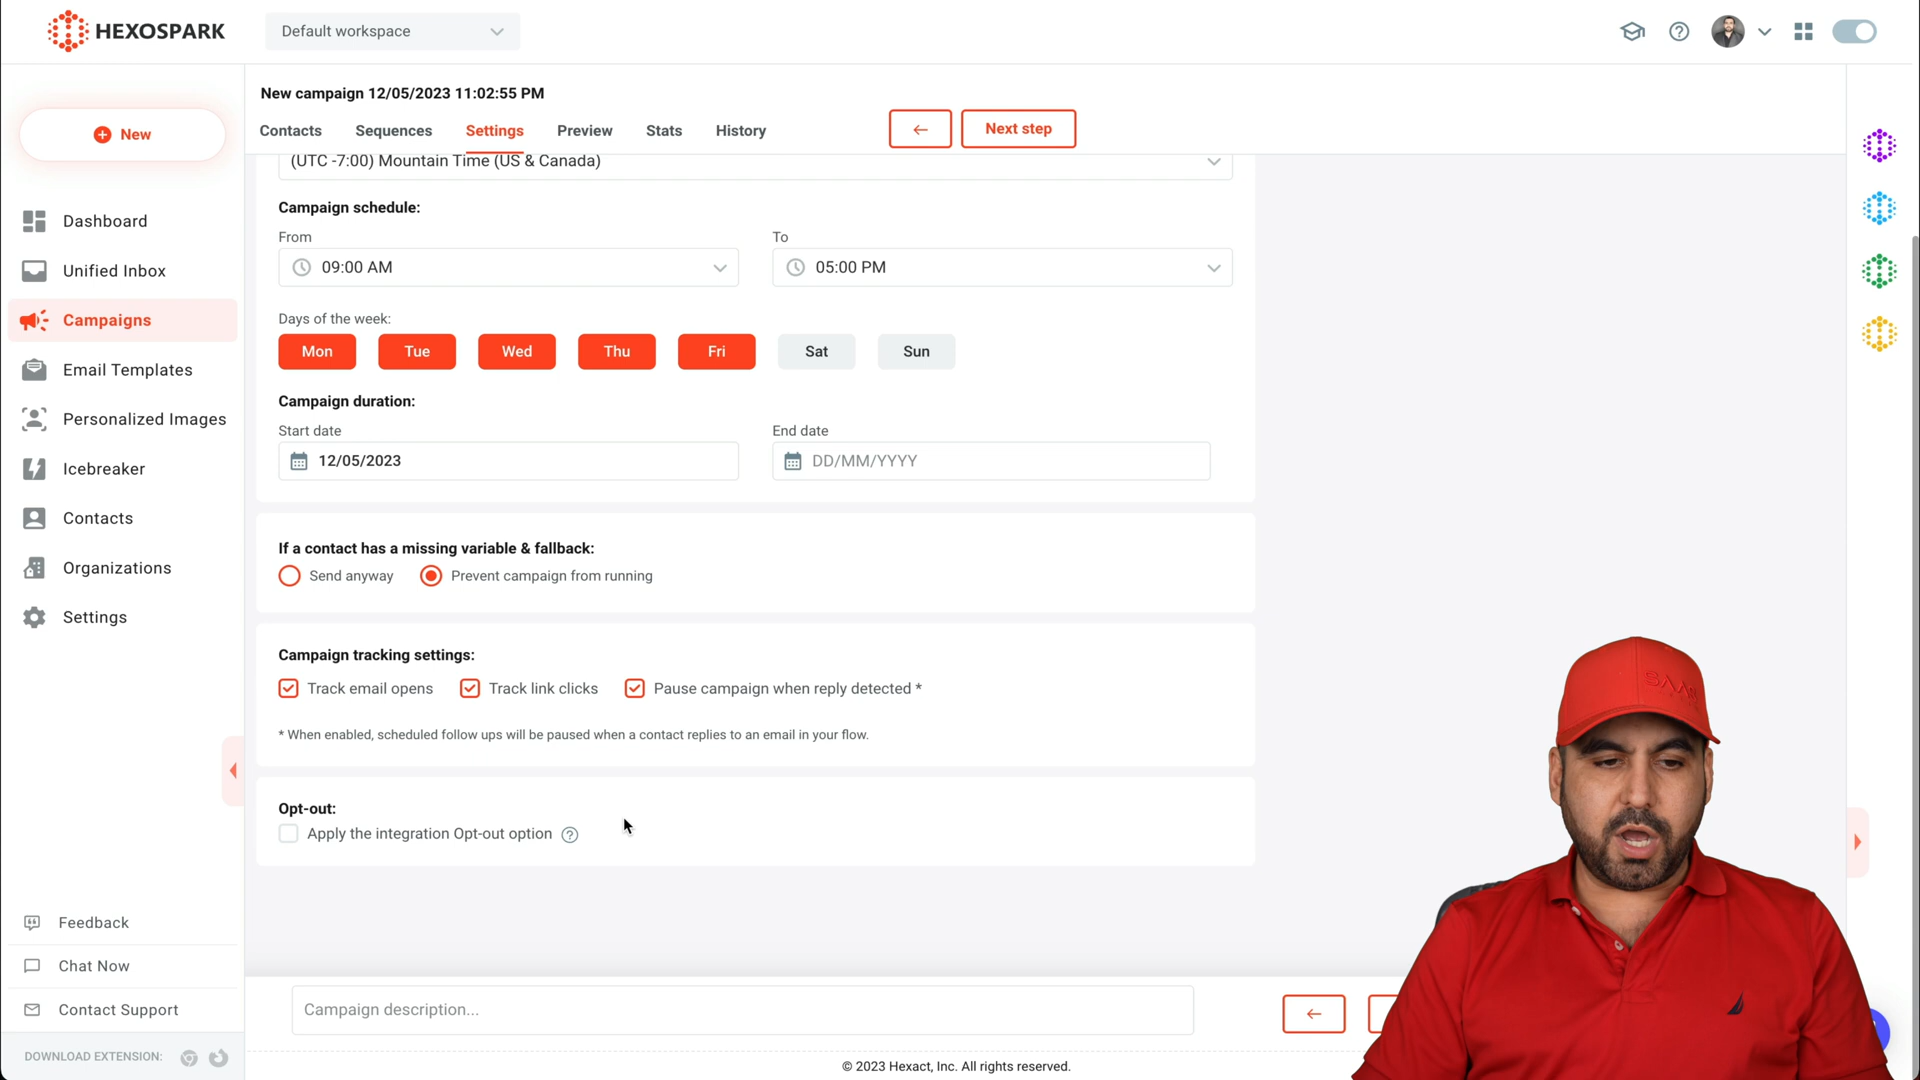 HEXOSPARK
Default workspace
New campaign 12/05/2023 11:02:55 PM
New
Contacts
Sequences
Settings
Preview
Stats
History
Next step
(UTC -7:00) Mountain Time (US & Canada)
Campaign schedule:
From
To
09:00 AM
05:00 PM
Days of the week:
Mon
Tue
Wed
Thu
Fri
Sat
Sun
Campaign duration:
Start date
End date
12/05/2023
DD/MM/YYYY
If a contact has a missing variable & fallback:
Send anyway
Prevent campaign from running
Campaign tracking settings:
Track email opens
Track link clicks
Pause campaign when reply detected *
* When enabled, scheduled follow ups will be paused when a contact replies to an email in your flow.
Opt-out:
Apply the integration Opt-out option
Dashboard
Unified Inbox
Campaigns
Email Templates
Personalized Images
Icebreaker
Contacts
Organizations
Settings
Feedback
Chat Now
Contact Support
DOWNLOAD EXTENSION:
Campaign description...
© 2023 Hexact, Inc. All rights reserved.